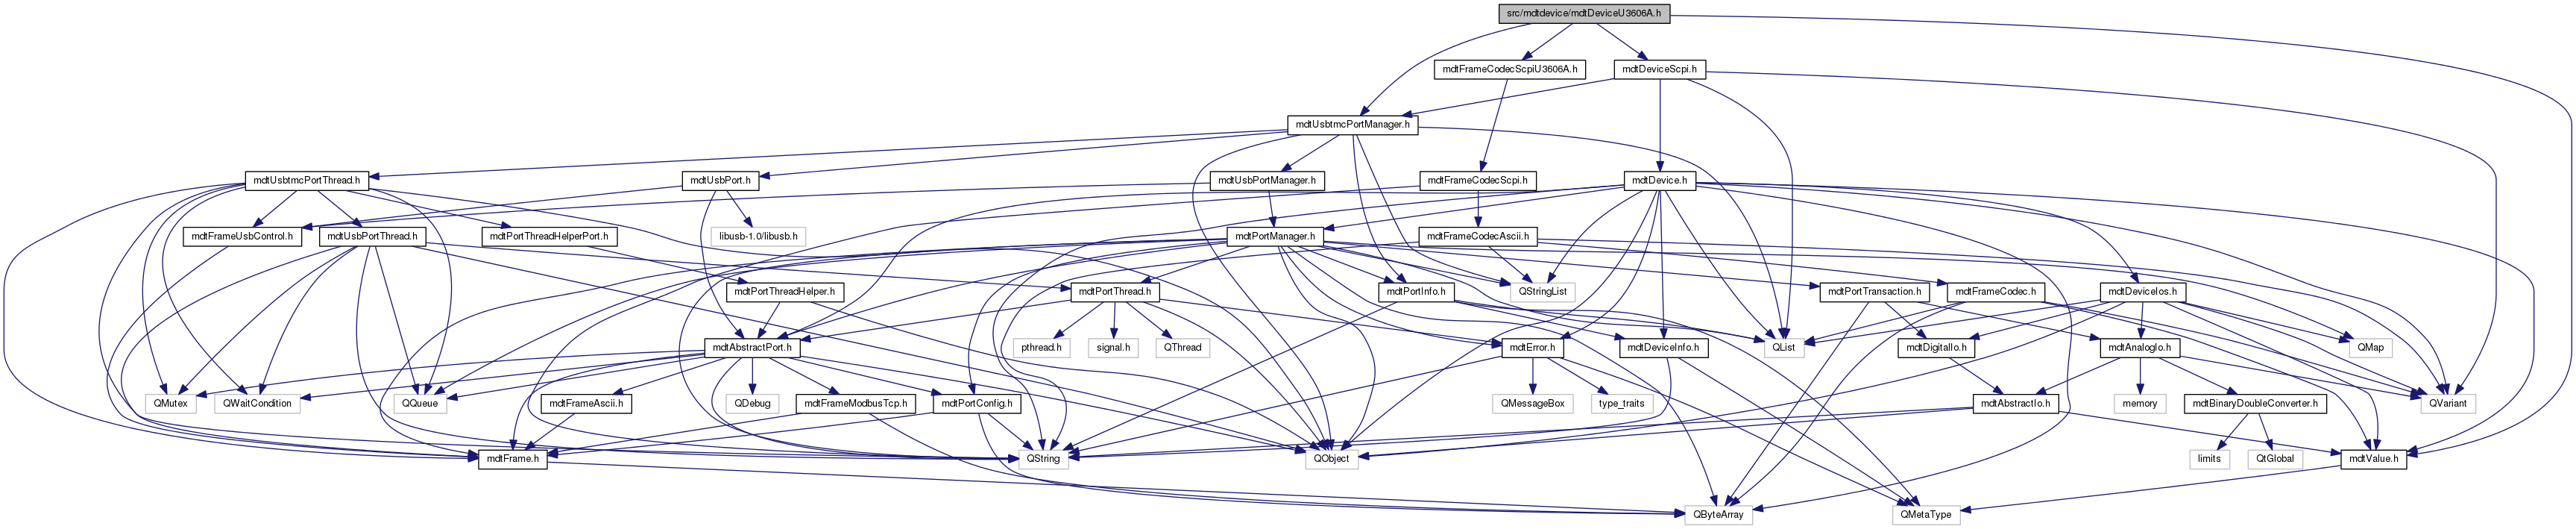 src/mdtdevice/mdtDeviceU3606A.h
mdtFrameCodecScpiU3606A.h
mdtDeviceScpi.h
mdtUsbtmcPortManager.h
mdtUsbtmcPortThread.h
mdtUsbPort.h
mdtUsbPortManager.h
mdtFrameCodecScpi.h
mdtDevice.h
mdtFrameUsbControl.h
mdtUsbPortThread.h
mdtPortThreadHelperPort.h
libusb-1.0/libusb.h
mdtPortManager.h
mdtFrameCodecAscii.h
mdtPortThreadHelper.h
mdtPortThread.h
mdtPortInfo.h
QStringList
mdtPortTransaction.h
mdtFrameCodec.h
mdtDeviceIos.h
mdtAbstractPort.h
pthread.h
signal.h
QThread
mdtError.h
mdtDeviceInfo.h
QList
mdtDigitalIo.h
mdtAnalogIo.h
QMap
QMutex
QWaitCondition
QQueue
mdtFrameAscii.h
QDebug
mdtFrameModbusTcp.h
mdtPortConfig.h
QMessageBox
type_traits
mdtAbstractIo.h
memory
mdtBinaryDoubleConverter.h
QVariant
mdtFrame.h
QString
QObject
limits
QtGlobal
mdtValue.h
QByteArray
QMetaType